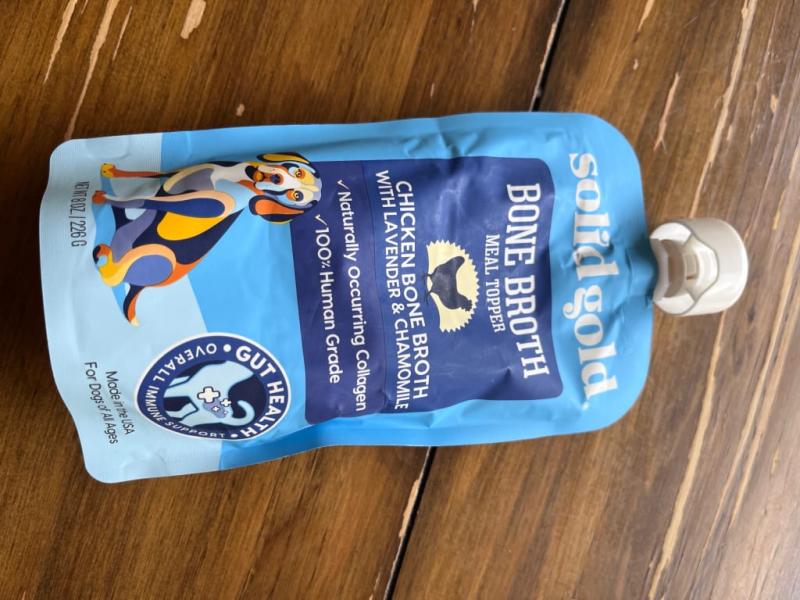 solid gold
BONE BROTH
MEAL TOPPER
CHICKEN BONE BROTH
WITH LAVENDER & CHAMOMILE
✓ Naturally Occurring Collagen
✓ 100% Human Grade
• GUT HEALTH •
OVERALL IMMUNE SUPPORT
NET WT 8 OZ / 226 G
Made in the USA
For Dogs of All Ages